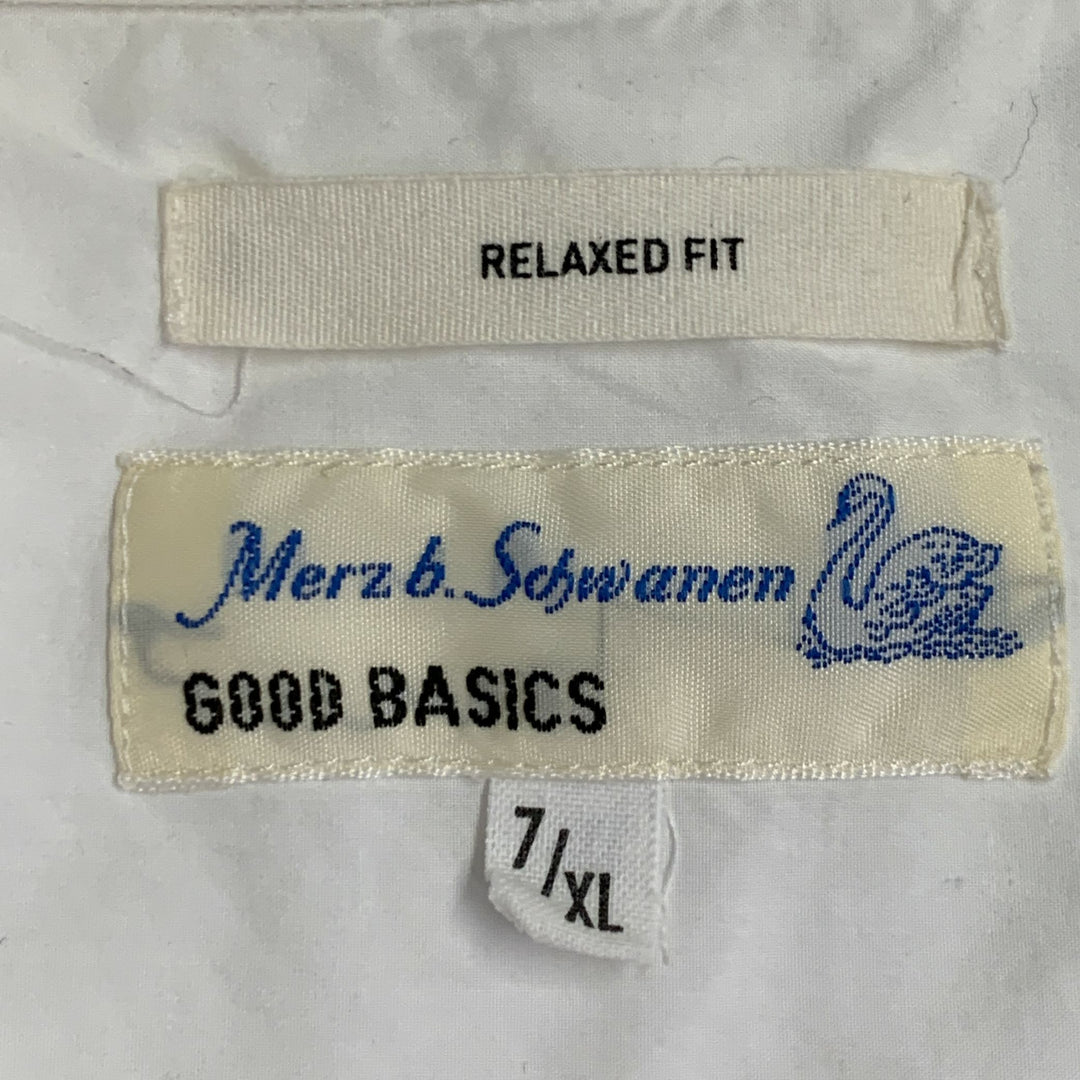 RELAXED FIT
Merz b. Schwanen
GOOD BASICS
7/XL